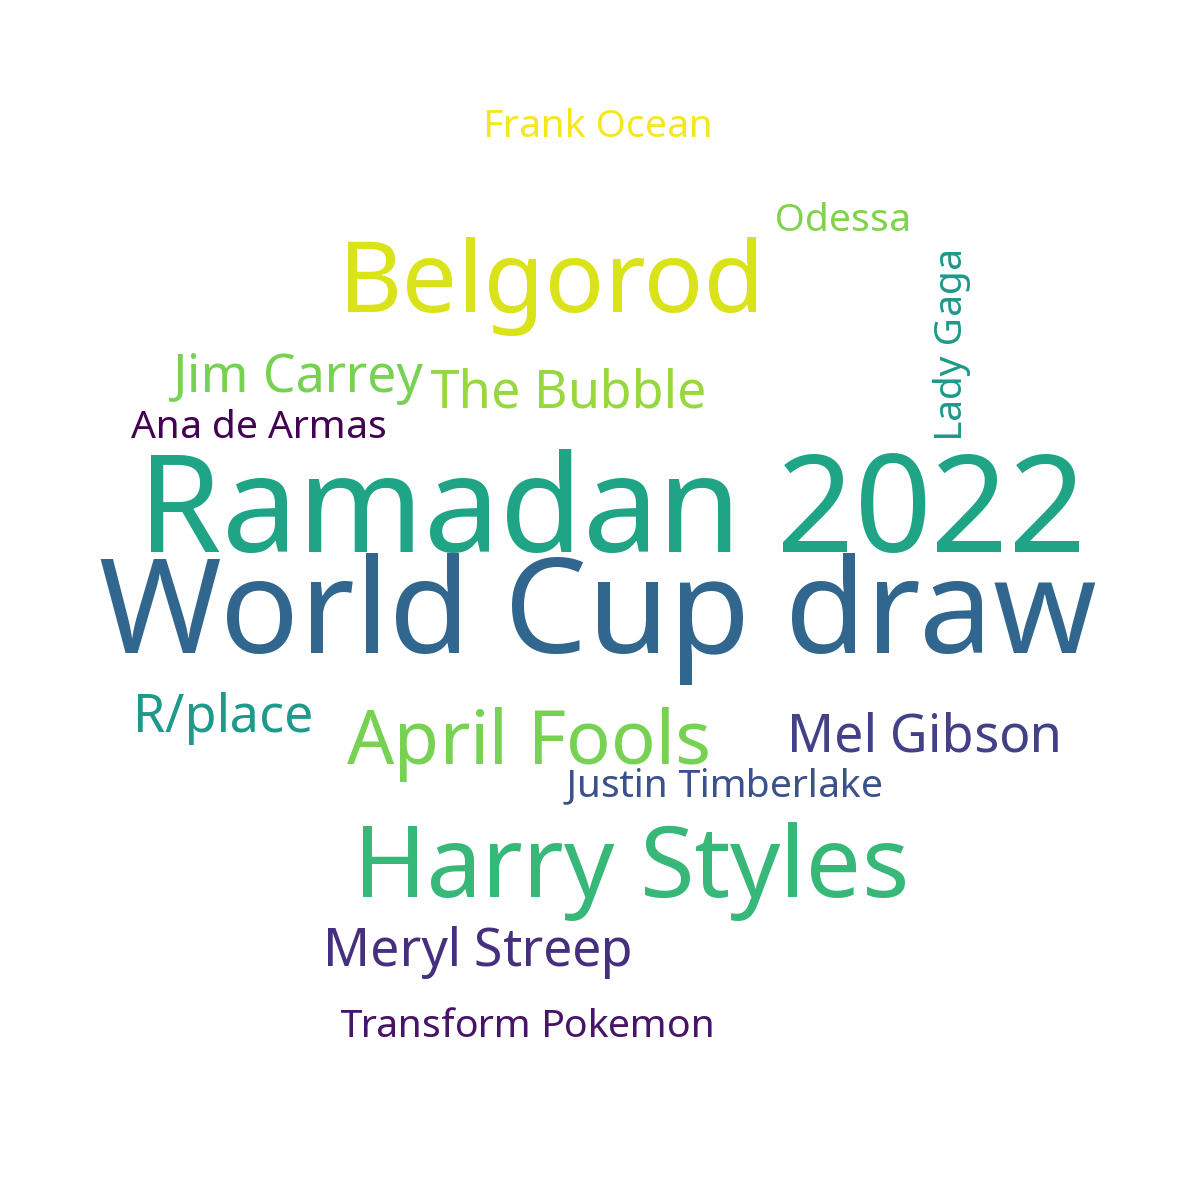 Frank Ocean
Odessa
Belgorod
Lady Gaga
Jim Carrey
The Bubble
Ana de Armas
Ramadan 2022
World Cup draw
R/place
April Fools
Mel Gibson
Justin Timberlake
Harry Styles
Meryl Streep
Transform Pokemon